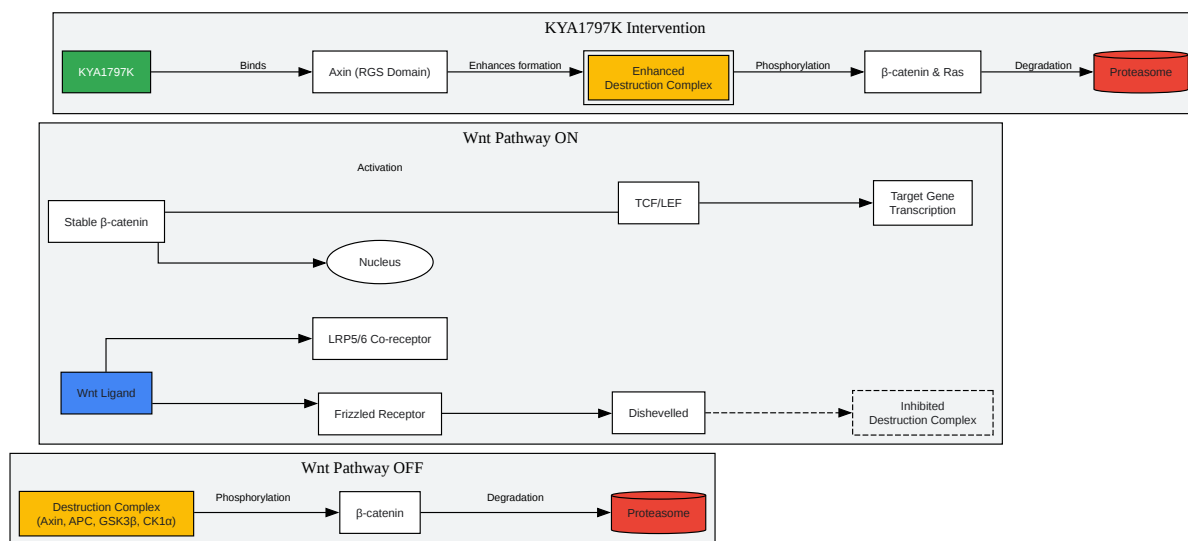 KYA1797K Intervention
KYA1797K
Binds
Axin (RGS Domain)
Enhances formation
Enhanced
Destruction Complex
Phosphorylation
β-catenin & Ras
Degradation
Proteasome
Wnt Pathway ON
Activation
Stable β-catenin
TCF/LEF
Target Gene
Transcription
Nucleus
LRP5/6 Co-receptor
Wnt Ligand
Frizzled Receptor
Dishevelled
Inhibited
Destruction Complex
Wnt Pathway OFF
Destruction Complex
(Axin, APC, GSK3β, CK1α)
Phosphorylation
β-catenin
Degradation
Proteasome